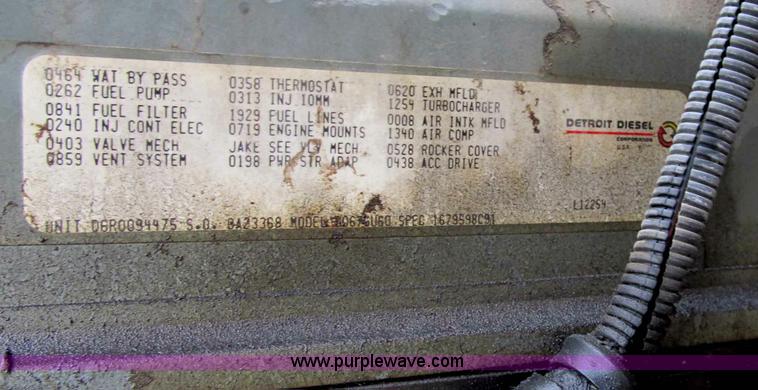 0464 WAT BY PASS
0262 FUEL PUMP
0841 FUEL FILTER
0240 INJ CONT ELEC
0403 VALVE MECH
0859 VENT SYSTEM
0358 THERMOSTAT
0313 INJ 10MM
1929 FUEL LINES
0719 ENGINE MOUNTS
JAKE SEE VLV MECH
0198 PWR STR ADAP
0620 EXH MFLD
1254 TURBOCHARGER
0008 AIR INTK MFLD
1340 AIR COMP
0528 ROCKER COVER
0438 ACC DRIVE
DETROIT DIESEL
CORPORATION
U.S.A.
L12254
UNIT 06R0094475 S.O. 8A23368 MODEL SPEC 1679598C91
www.purplewave.com